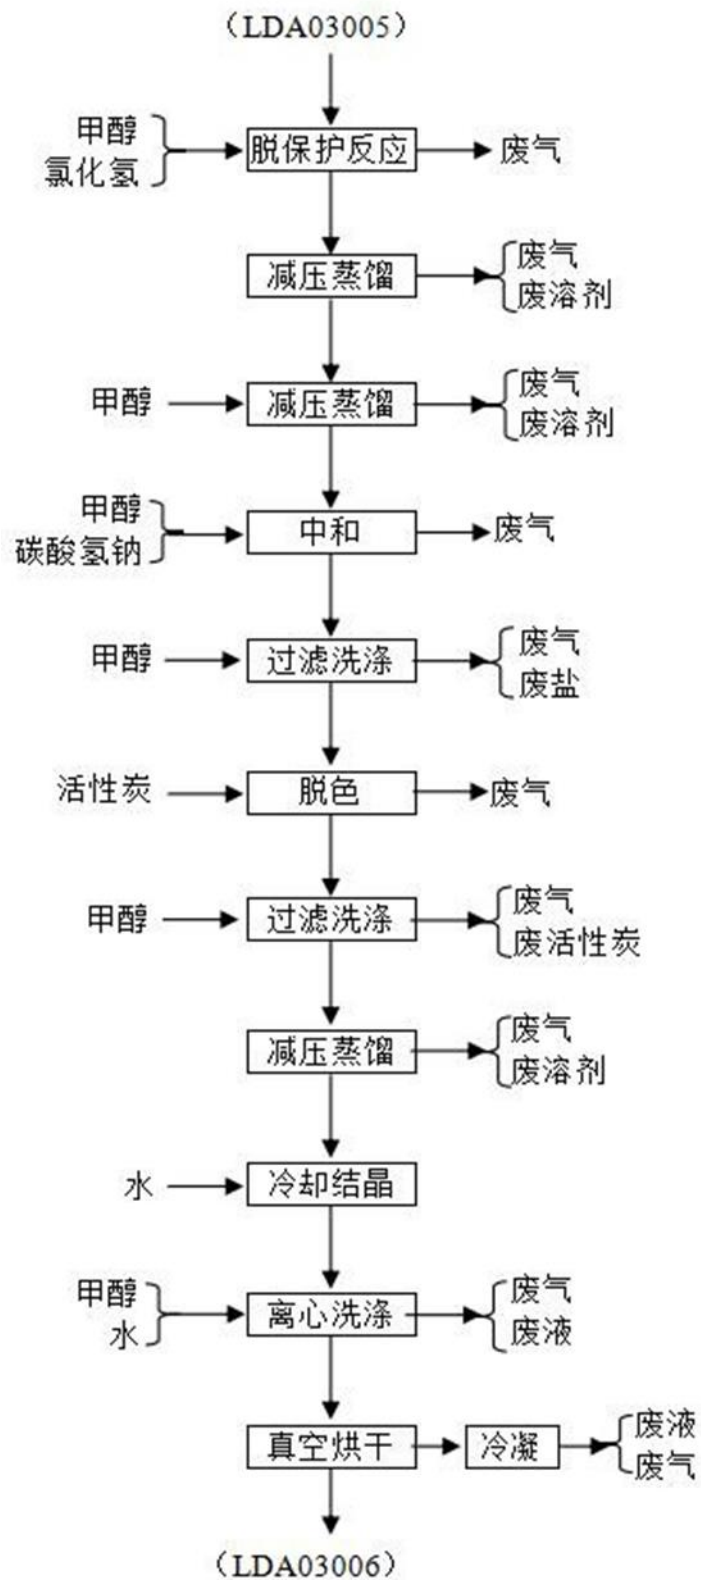 （LDA03005）
甲醇
氯化氢
脱保护反应
废气
减压蒸馏
废气
废溶剂
甲醇
减压蒸馏
废气
废溶剂
甲醇
碳酸氢钠
中和
废气
甲醇
过滤洗涤
废气
废盐
活性炭
脱色
废气
甲醇
过滤洗涤
废气
废活性炭
减压蒸馏
废气
废溶剂
水
冷却结晶
甲醇
水
离心洗涤
废气
废液
真空烘干
冷凝
废液
废气
（LDA03006）